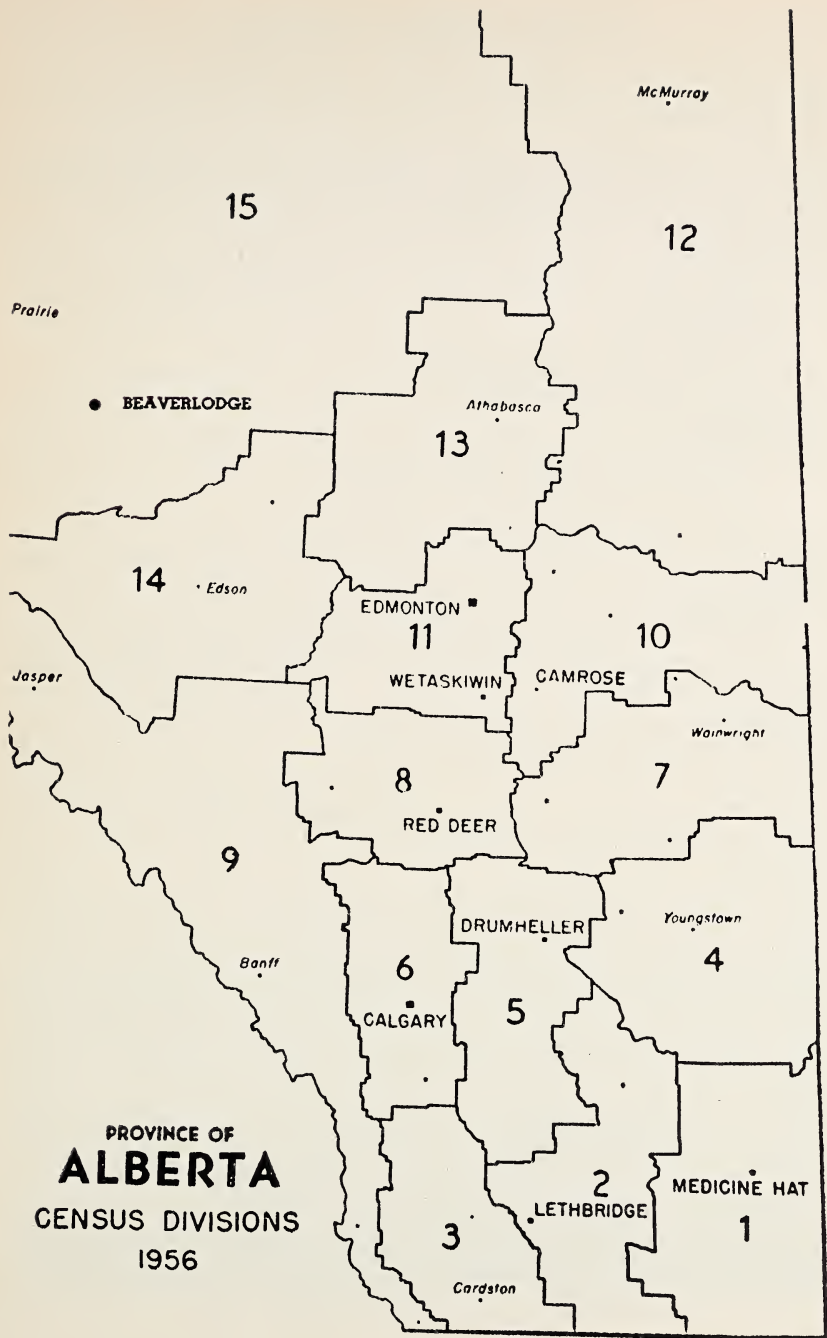 McMurray
15
12
Prairie
BEAVERLODGE
Athabasca
13
14
Edson
EDMONTON
11
10
Jasper
WETASKIWIN
CAMROSE
Wainwright
8
7
RED DEER
9
DRUMHELLER
Youngstown
4
Banff
6
5
CALGARY
PROVINCE OF
ALBERTA
CENSUS DIVISIONS
1956
2
MEDICINE HAT
LETHBRIDGE
1
3
Cardston